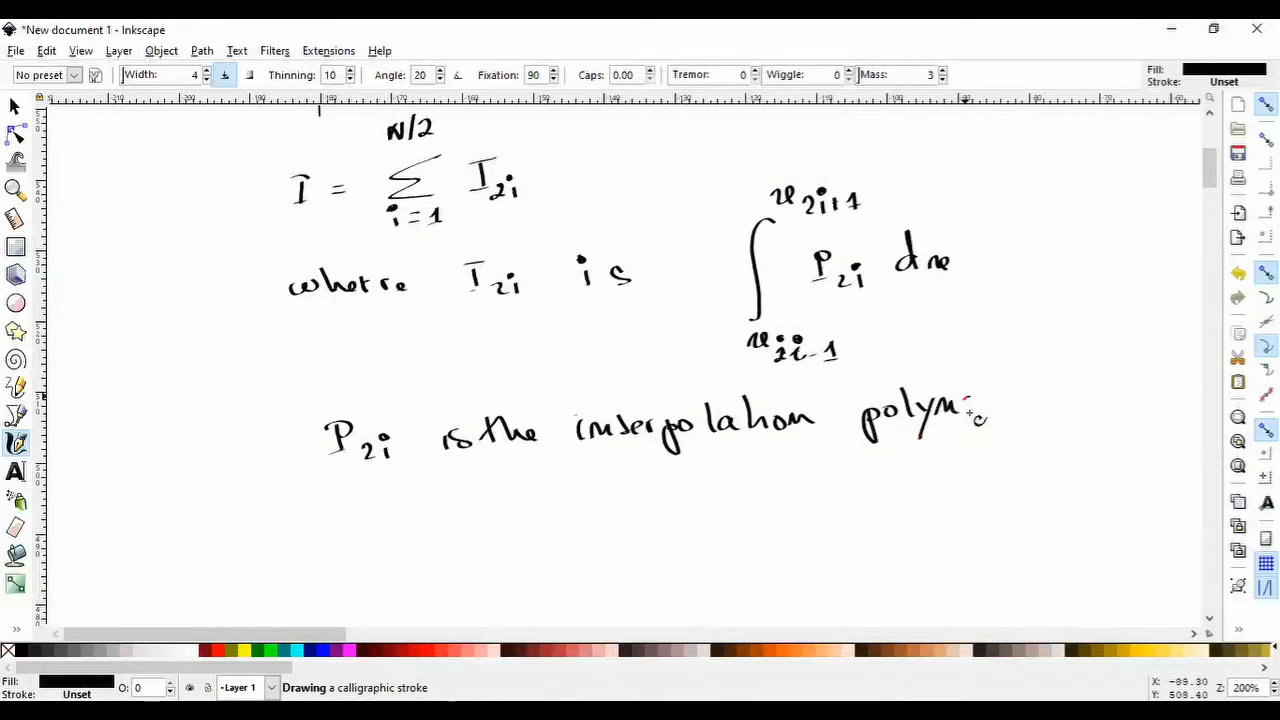 *New document 1 - Inkscape
File Edit View Layer Object Path Text Filters Extensions Help
No preset Width: 4 Thinning: 10 Angle: 20 Fixation: 90 Caps: 0.00 Tremor: 0 Wiggle: 0 Mass: 3 Fill: Stroke: Unset
N/2
I = ∑ I2i
i=1
x2i+1
where I2i is ∫ P2i dx
x2i-1
P2i is the interpolation polyn
Fill: Stroke: Unset O: 0 Layer 1 Drawing a calligraphic stroke X: -89.30 Y: 508.40 Z: 200%